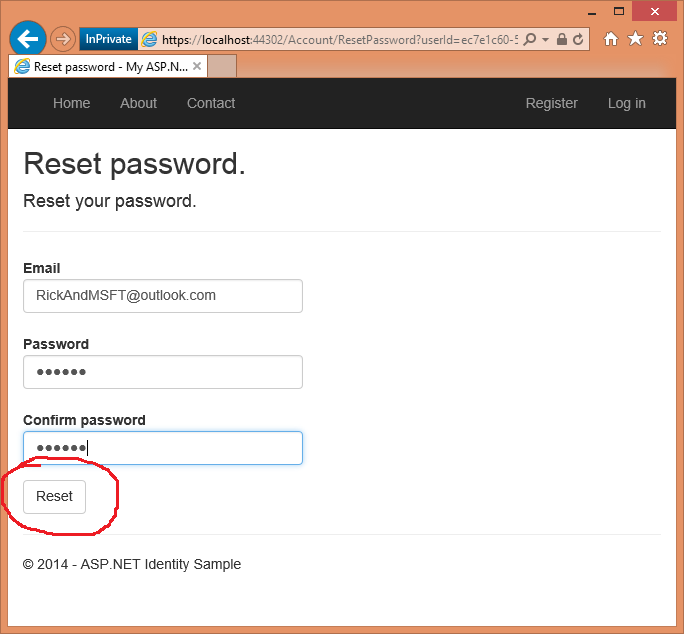 InPrivate
https://localhost:44302/Account/ResetPassword?userId=ec7e1c60-5
Reset password - My ASP.N...
Home About Contact Register Log in
Reset password.
Reset your password.
Email
RickAndMSFT@outlook.com
Password
●●●●●●
Confirm password
●●●●●●
Reset
© 2014 - ASP.NET Identity Sample